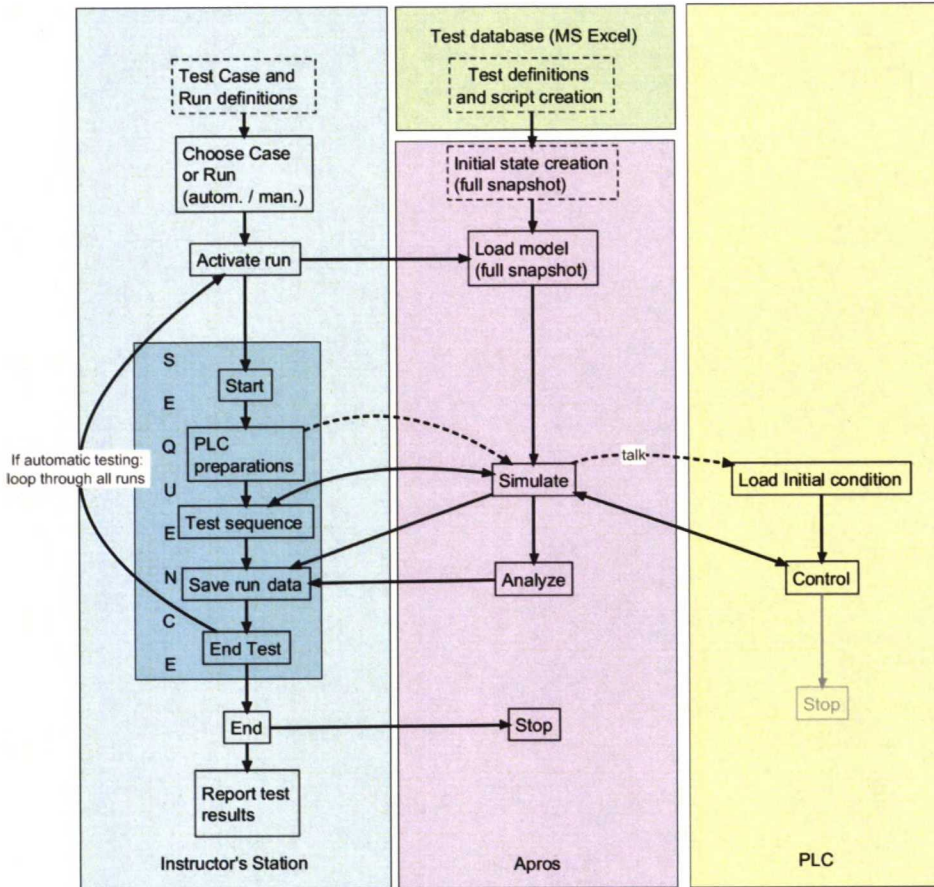 Test database (MS Excel)
Test Case and
Run definitions
Test definitions
and script creation
Choose Case
or Run
(autom. / man.)
Initial state creation
(full snapshot)
Activate run
Load model
(full snapshot)
S
E
Q
U
E
N
C
E
Start
PLC
preparations
If automatic testing:
loop through all runs
talk
Simulate
Load Initial condition
Test sequence
Save run data
Analyze
Control
End Test
End
Stop
Stop
Report test
results
Instructor's Station
Apros
PLC